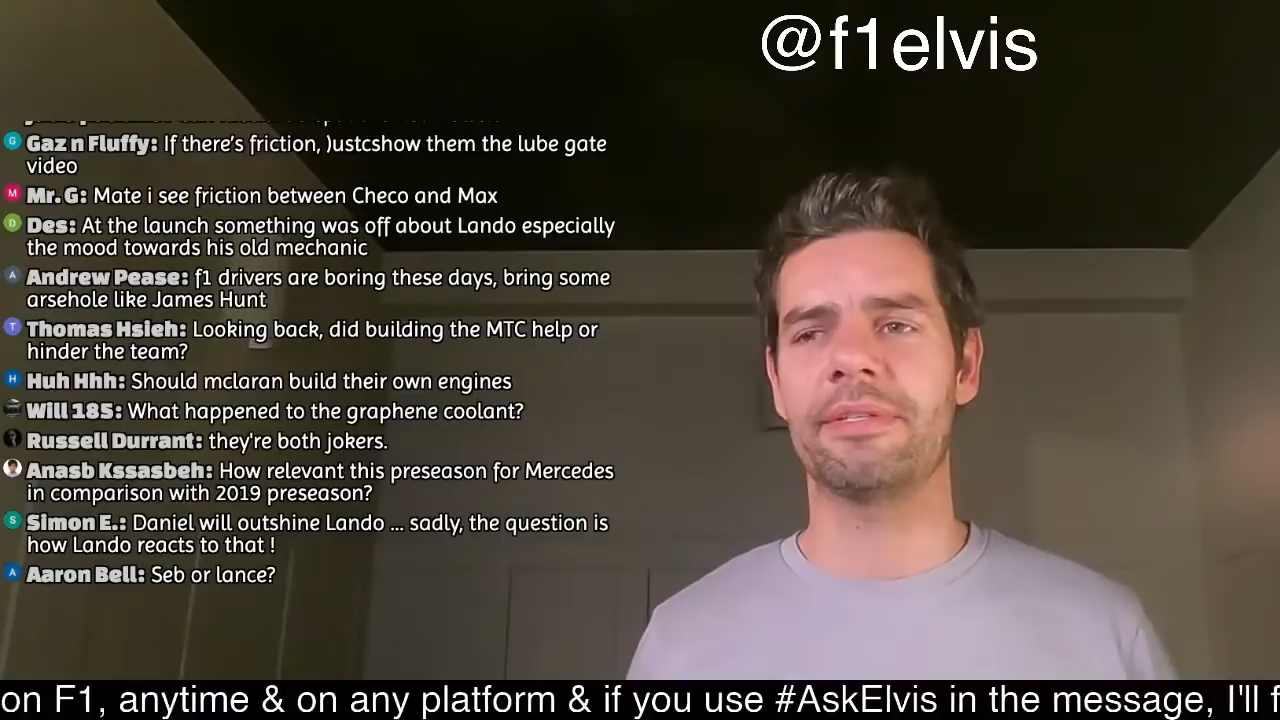 @f1elvis
Gaz n Fluffy: If there's friction, )ustcshow them the lube gate
video
Mr. G: Mate i see friction between Checo and Max
Des: At the launch something was off about Lando especially
the mood towards his old mechanic
Andrew Pease: f1 drivers are boring these days, bring some
arsehole like James Hunt
Thomas Hsieh: Looking back, did building the MTC help or
hinder the team?
Huh Hhh: Should mclaran build their own engines
Will 185: What happened to the graphene coolant?
Russell Durrant: they're both jokers.
Anasb Kssasbeh: How relevant this preseason for Mercedes
in comparison with 2019 preseason?
Simon E.: Daniel will outshine Lando ... sadly, the question is
how Lando reacts to that !
Aaron Bell: Seb or lance?
on F1, anytime & on any platform & if you use #AskElvis in the message, I'll f